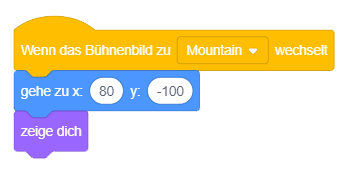 Wenn das Bühnenbild zu Mountain wechselt
gehe zu x: 80 y: -100
zeige dich